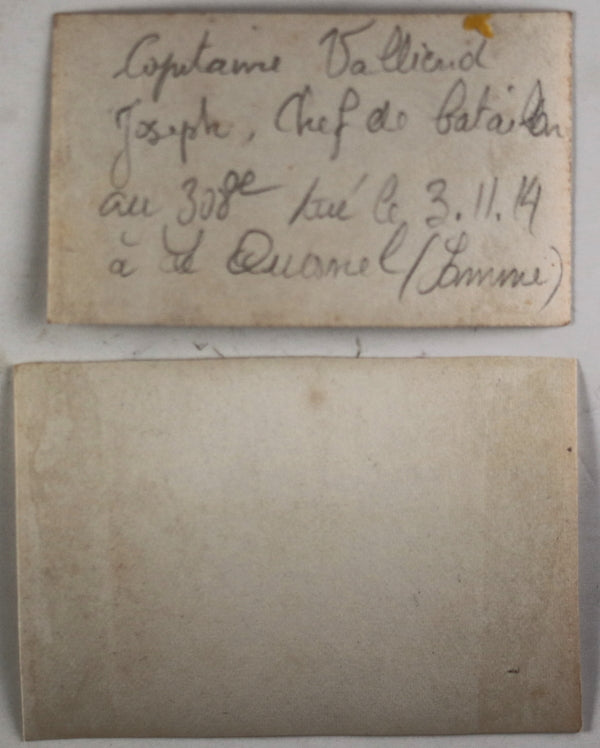 Capitaine Valliend
Joseph, Chef de bataillon
au 308e tué le 3.11.14
à Le Quesnel (Somme)